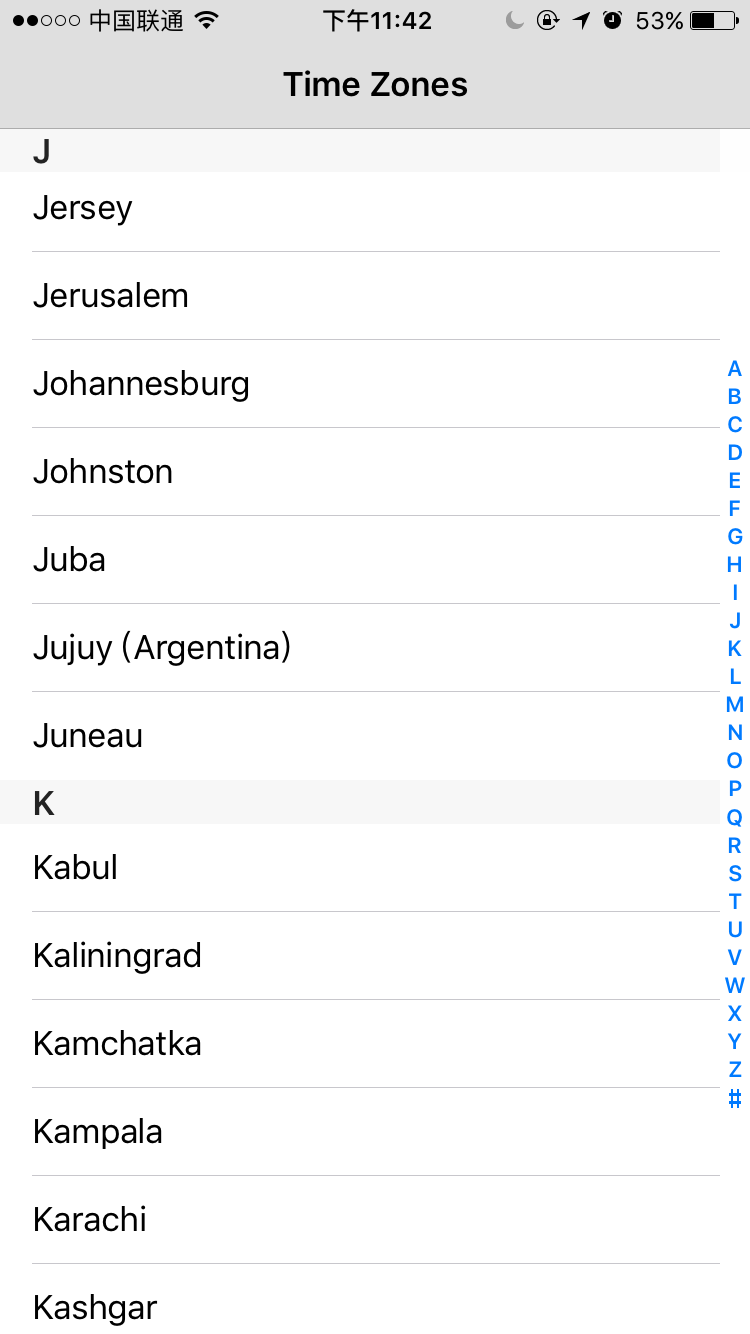 中国联通 下午11:42 53%
Time Zones
J
Jersey
Jerusalem
Johannesburg
Johnston
Juba
Jujuy (Argentina)
Juneau
K
Kabul
Kaliningrad
Kamchatka
Kampala
Karachi
Kashgar
A
B
C
D
E
F
G
H
I
J
K
L
M
N
O
P
Q
R
S
T
U
V
W
X
Y
Z
#